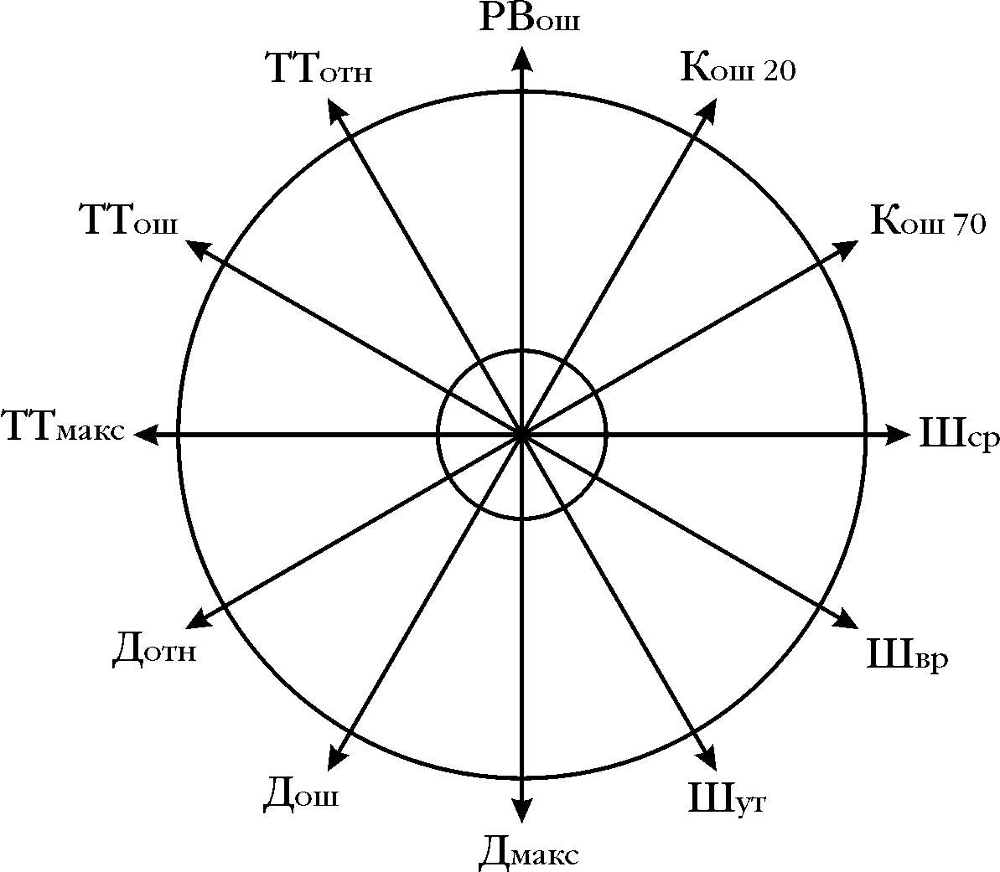 РВош
ТТотн
Кош 20
ТТош
Кош 70
ТТмакс
Шср
Дотн
Швр
Дош
Шут
Дмакс